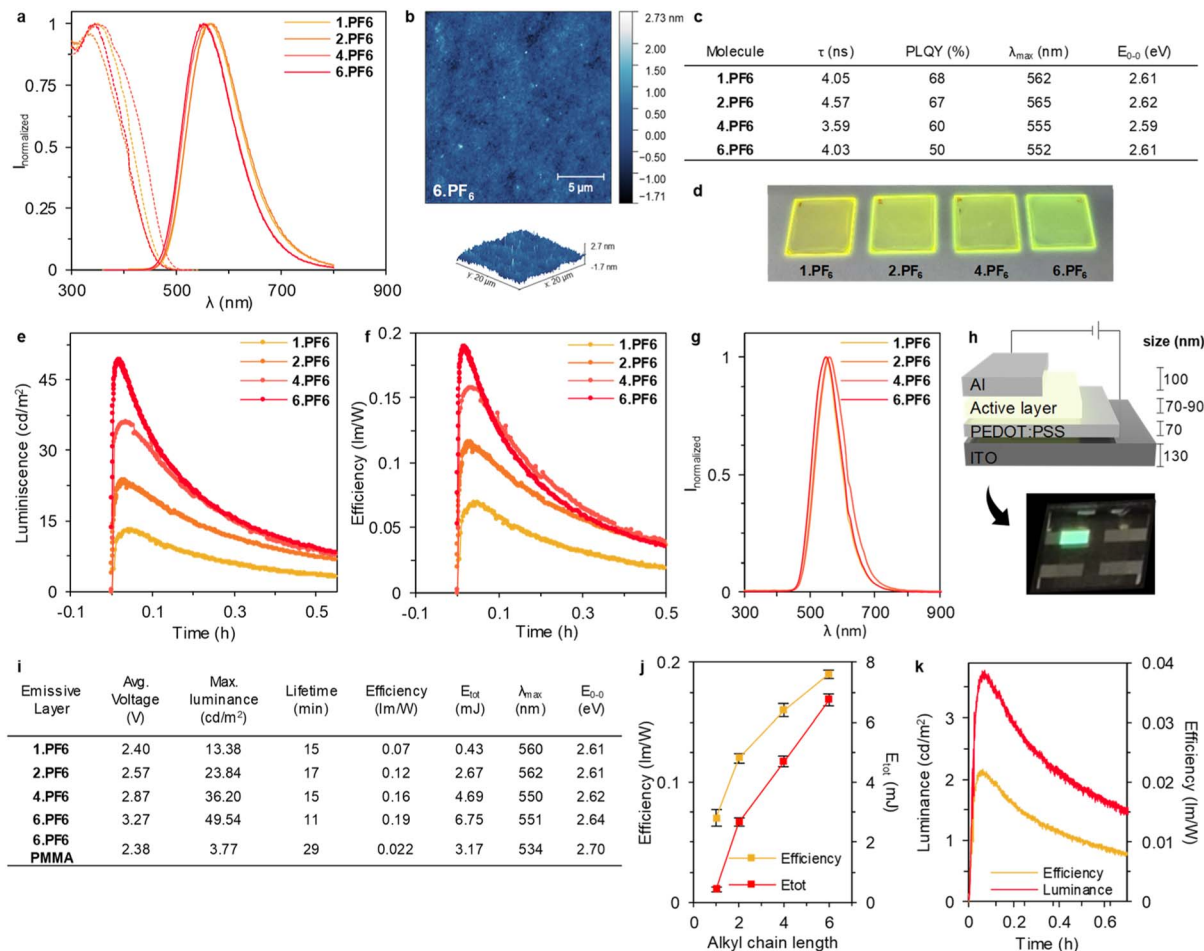 a
1
0.75
0.5
0.25
0
I normalized
300
500
700
900
λ (nm)
1.PF6
2.PF6
4.PF6
6.PF6
b
6.PF6
5 µm
2.73 nm
2.00
1.50
1.00
0.50
0.00
−0.50
−1.00
−1.71
2.7 nm
-1.7 nm
y: 20 µm
x: 20 µm
c
Molecule τ (ns) PLQY (%) λmax (nm) E0-0 (eV)
1.PF6 4.05 68 562 2.61
2.PF6 4.57 67 565 2.62
4.PF6 3.59 60 555 2.59
6.PF6 4.03 50 552 2.61
d
1.PF6 2.PF6 4.PF6 6.PF6
e
Luminiscence (cd/m²)
45
30
15
0
-0.1 0.1 0.3 0.5
Time (h)
1.PF6
2.PF6
4.PF6
6.PF6
f
Efficiency (lm/W)
0.2
0.15
0.1
0.05
0
-0.1 0.1 0.3 0.5
Time (h)
1.PF6
2.PF6
4.PF6
6.PF6
g
I normalized
1
0.75
0.5
0.25
0
300 500 700 900
λ (nm)
1.PF6
2.PF6
4.PF6
6.PF6
h
size (nm)
Al
100
Active layer
70-90
PEDOT:PSS
70
ITO
130
i
Emissive Layer
Avg. Voltage (V)
Max. luminance (cd/m²)
Lifetime (min)
Efficiency (lm/W)
Etot (mJ)
λmax (nm)
E0-0 (eV)
1.PF6 2.40 13.38 15 0.07 0.43 560 2.61
2.PF6 2.57 23.84 17 0.12 2.67 562 2.61
4.PF6 2.87 36.20 15 0.16 4.69 550 2.62
6.PF6 3.27 49.54 11 0.19 6.75 551 2.64
6.PF6 PMMA 2.38 3.77 29 0.022 3.17 534 2.70
j
Efficiency (lm/W)
0.2
0.1
0
Etot (mJ)
8
6
4
2
0
0 2 4 6
Alkyl chain length
Efficiency
Etot
k
Luminance (cd/m²)
3
2
1
0
Efficiency (lm/W)
0.04
0.03
0.02
0.01
0
0 0.2 0.4 0.6
Time (h)
Efficiency
Luminance